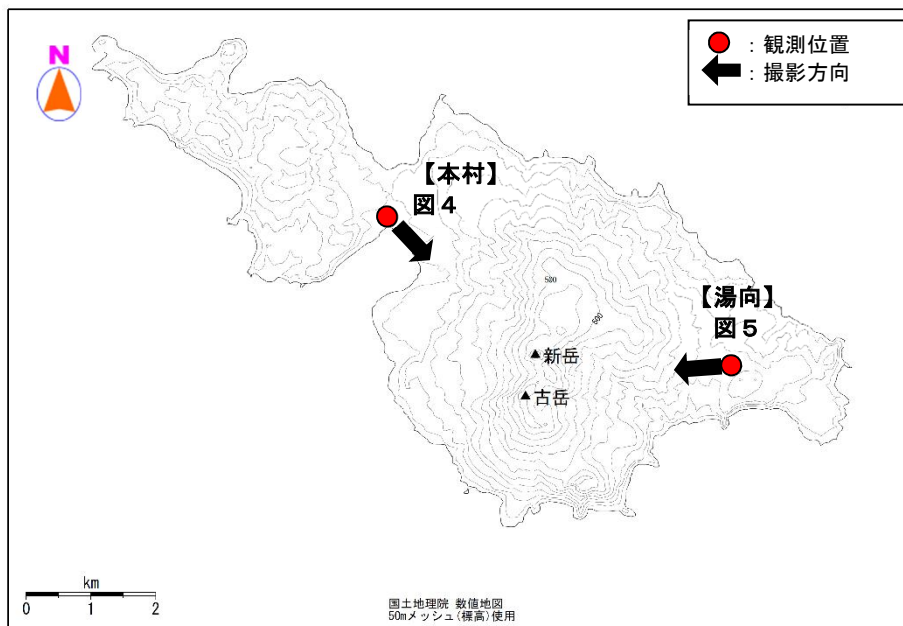 N
：観測位置
：撮影方向
【本村】
図４
500
500
【湯向】
図５
▲新岳
▲古岳
km
0 1 2
国土地理院 数値地図
50mメッシュ(標高)使用